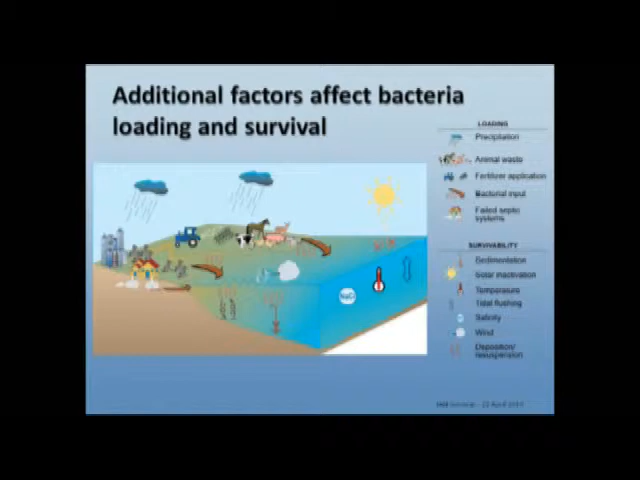 Additional factors affect bacteria
loading and survival
LOADING
Precipitation
Animal waste
Fertilizer application
Bacterial input
Failed septic
systems
SURVIVABILITY
Sedimentation
Solar inactivation
Temperature
Tidal flushing
Salinity
Wind
Deposition/
resuspension
NaCl